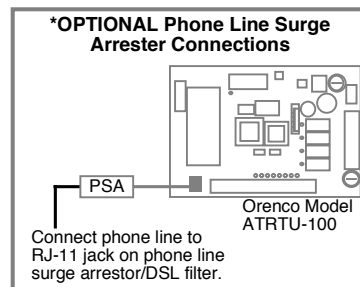 *OPTIONAL Phone Line Surge
Arrester Connections
PSA
Orenco Model
ATRTU-100
Connect phone line to
RJ-11 jack on phone line
surge arrestor/DSL filter.